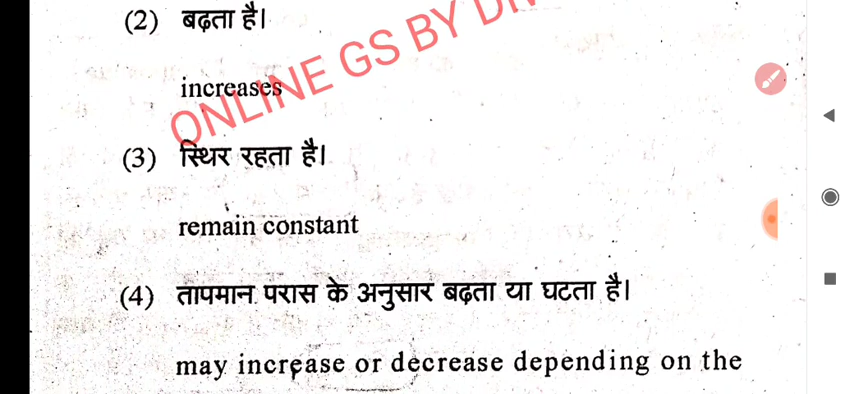 (2) बढ़ता है।
ONLINE GS BY
increases
(3) स्थिर रहता है।
remain constant
(4) तापमान परास के अनुसार बढ़ता या घटता है।
may increase or decrease depending on the